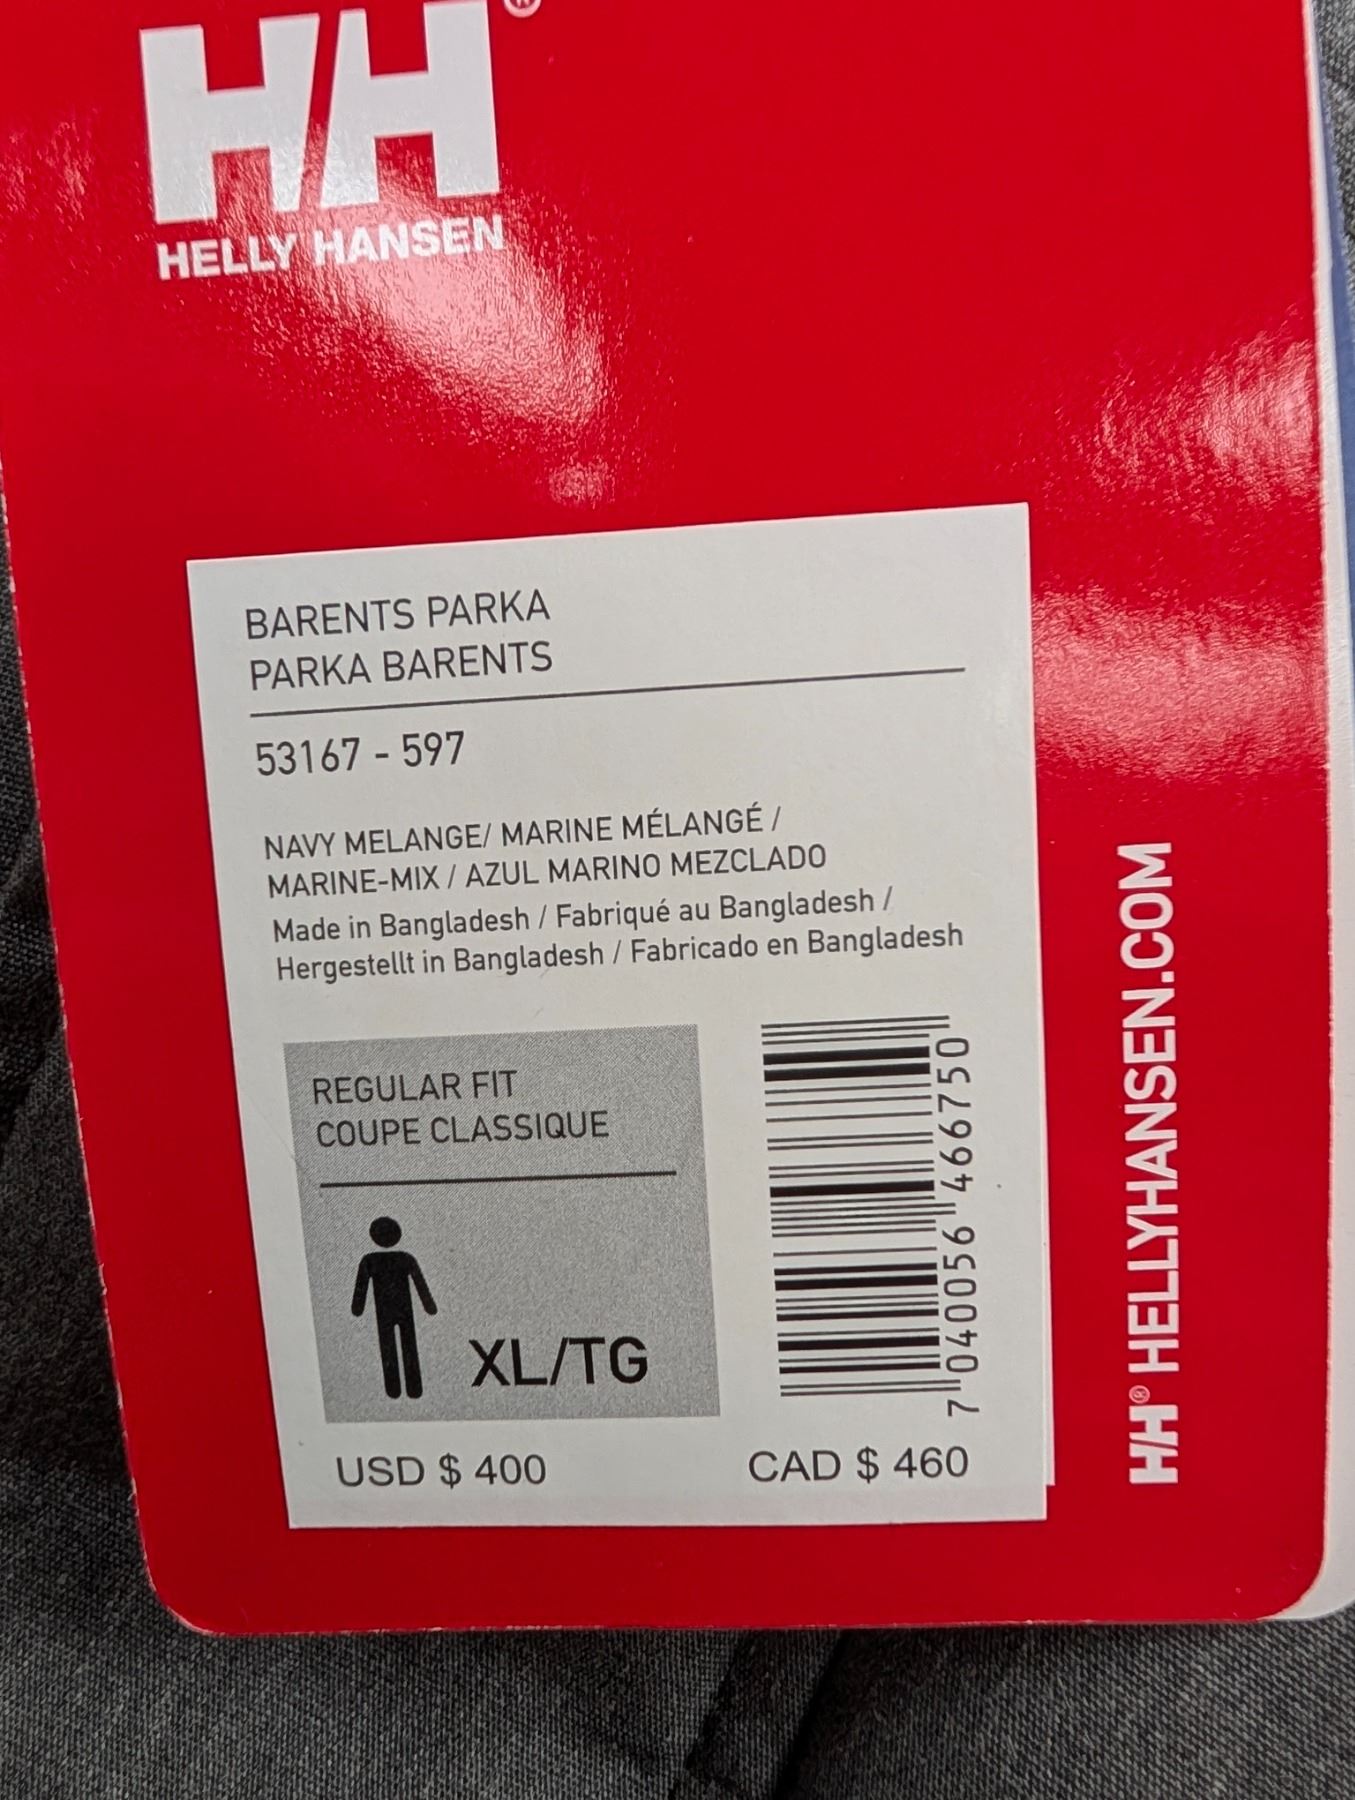 HH®
HELLY HANSEN
BARENTS PARKA
PARKA BARENTS
53167 - 597
NAVY MELANGE/ MARINE MÉLANGÉ /
MARINE-MIX / AZUL MARINO MEZCLADO
Made in Bangladesh / Fabriqué au Bangladesh /
Hergestellt in Bangladesh / Fabricado en Bangladesh
REGULAR FIT
COUPE CLASSIQUE
XL/TG
7 040056 466750
USD $ 400
CAD $ 460
HH® HELLYHANSEN.COM